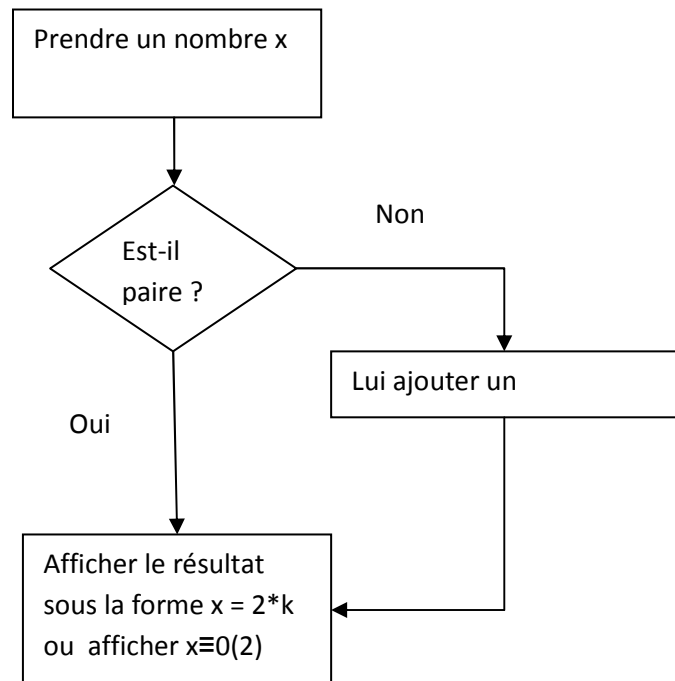 Prendre un nombre x
Non
Est-il
paire ?
Lui ajouter un
Oui
Afficher le résultat
sous la forme x = 2*k
ou afficher x≡0(2)